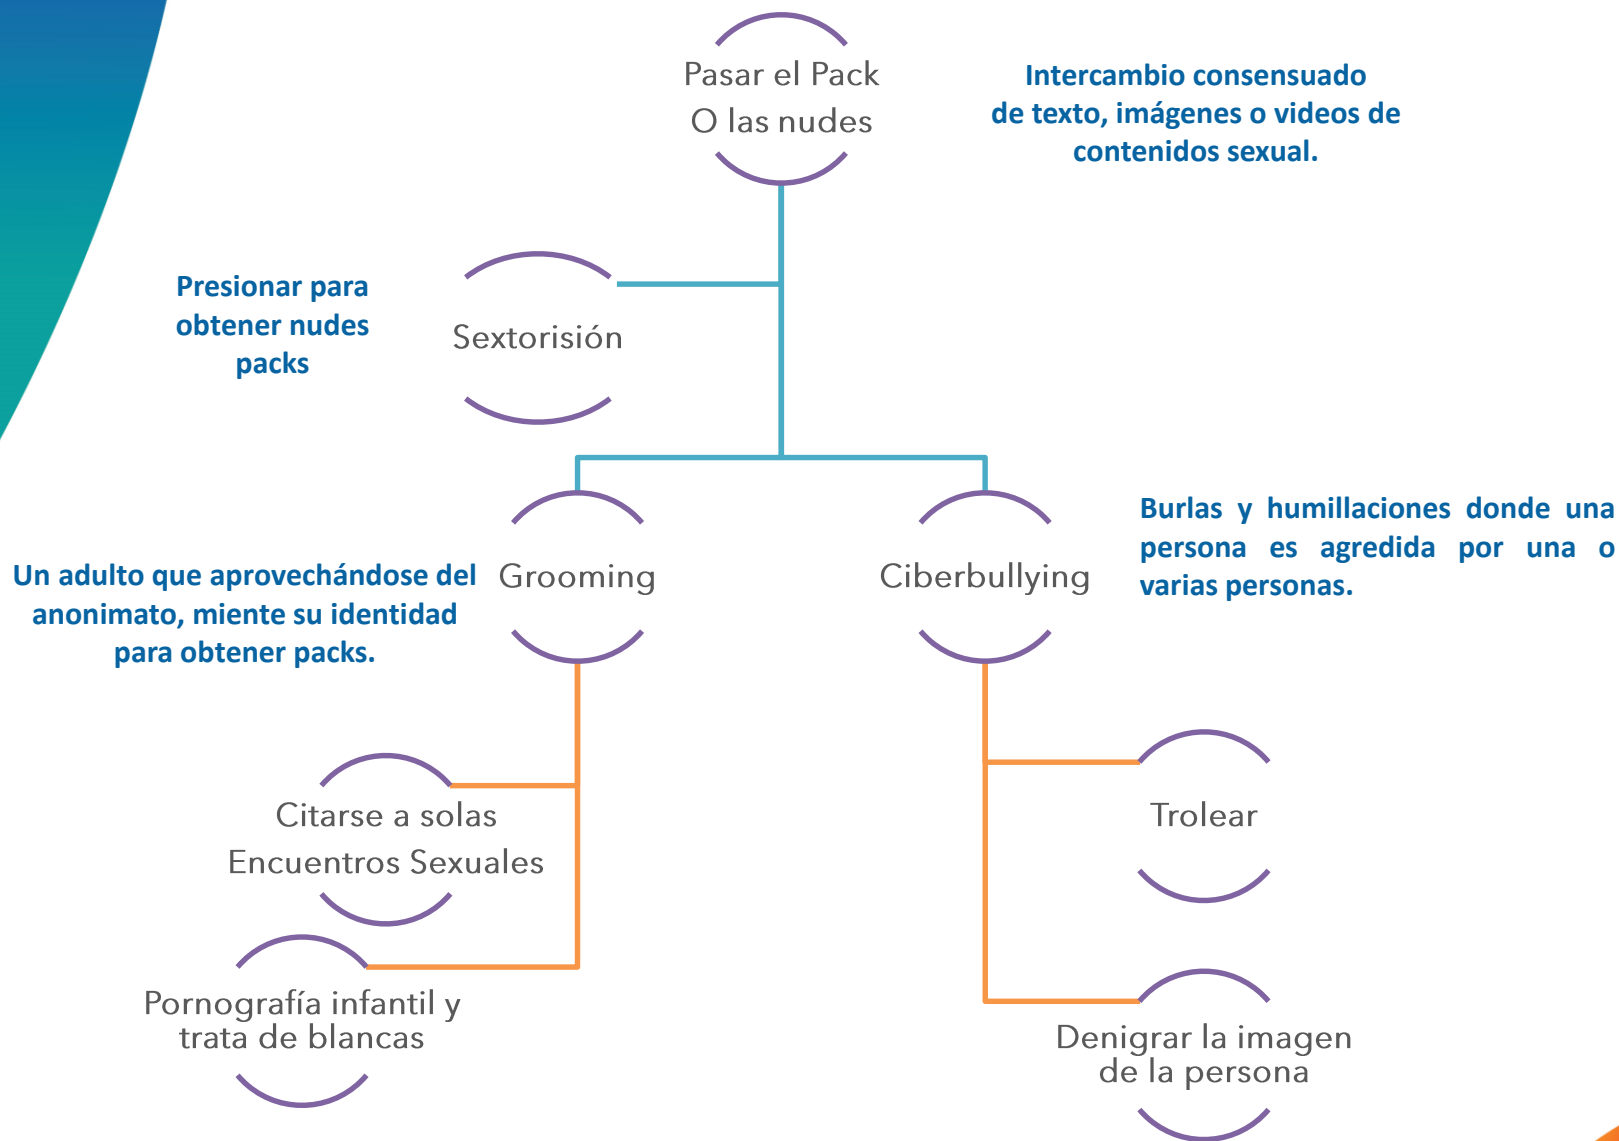 Pasar el Pack
O las nudes
Intercambio consensuado
de texto, imágenes o videos de
contenidos sexual.
Presionar para
obtener nudes
packs
Sextorisión
Un adulto que aprovechándose del
anonimato, miente su identidad
para obtener packs.
Grooming
Ciberbullying
Burlas y humillaciones donde una
persona es agredida por una o
varias personas.
Citarse a solas
Encuentros Sexuales
Trolear
Pornografía infantil y
trata de blancas
Denigrar la imagen
de la persona